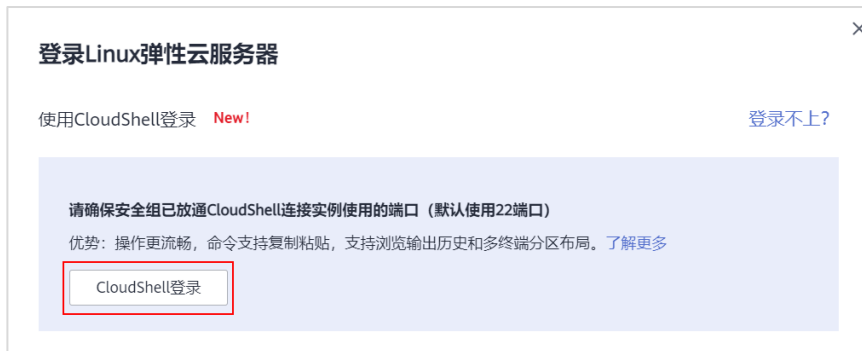 登录Linux弹性云服务器
使用CloudShell登录 New! 登录不上?
请确保安全组已放通CloudShell连接实例使用的端口（默认使用22端口）
优势：操作更流畅，命令支持复制粘贴，支持浏览输出历史和多终端分区布局。了解更多
CloudShell登录